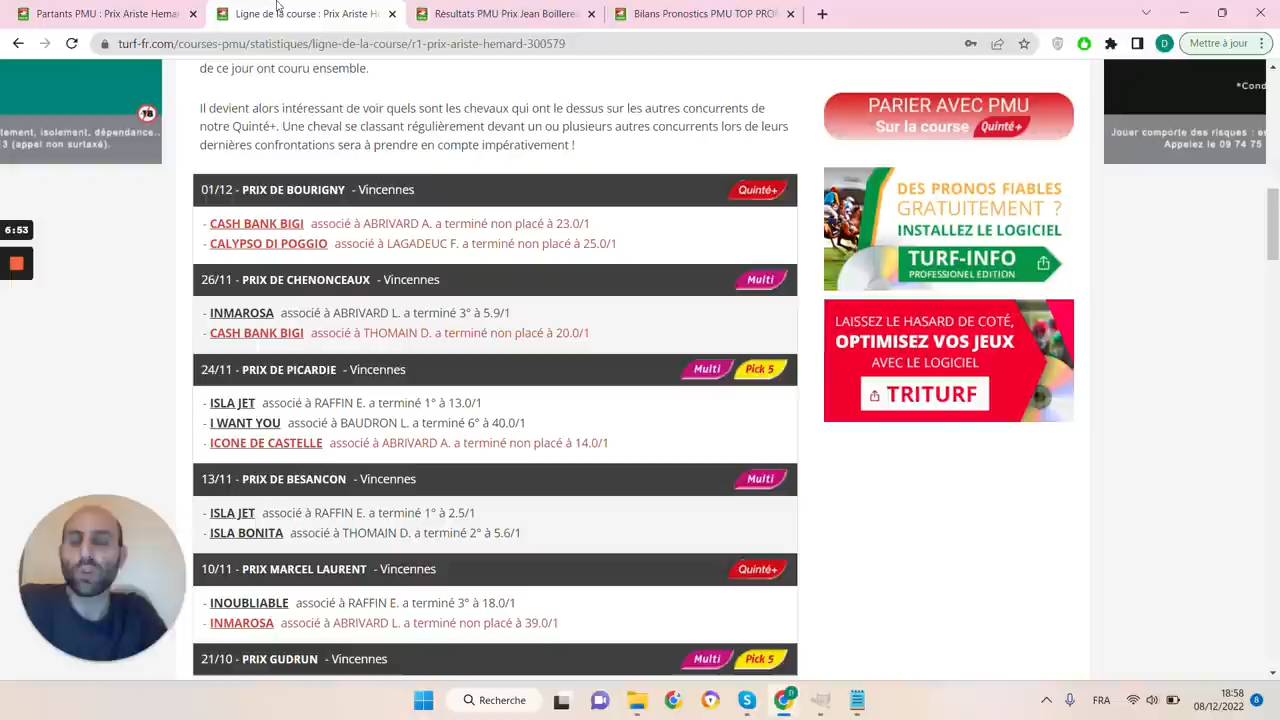 Partants PMU : Prix Ariste Hem
Ligne de la course : Prix Ariste H
Résultats PMU Prix Jean Boillere
Bilans Pronostics PMU TOP PRO
turf-fr.com/courses-pmu/statistiques/ligne-de-la-course/r1-prix-ariste-hemard-300579
D
Mettre à jour
de ce jour ont couru ensemble.
Il devient alors intéressant de voir quels sont les chevaux qui ont le dessus sur les autres concurrents de
notre Quinté+. Un cheval se classant régulièrement devant un ou plusieurs autres concurrents lors de leurs
dernières confrontations sera à prendre en compte impérativement !
18
tement, isolement, dépendance..
3 (appel non surtaxé).
6:53
01/12 - PRIX DE BOURIGNY - Vincennes
Quinté+
- CASH BANK BIGI associé à ABRIVARD A. a terminé non placé à 23.0/1
- CALYPSO DI POGGIO associé à LAGADEUC F. a terminé non placé à 25.0/1
26/11 - PRIX DE CHENONCEAUX - Vincennes
Multi
- INMAROSA associé à ABRIVARD L. a terminé 3° à 5.9/1
- CASH BANK BIGI associé à THOMAIN D. a terminé non placé à 20.0/1
24/11 - PRIX DE PICARDIE - Vincennes
Multi Pick 5
- ISLA JET associé à RAFFIN E. a terminé 1° à 13.0/1
- I WANT YOU associé à BAUDRON L. a terminé 6° à 40.0/1
- ICONE DE CASTELLE associé à ABRIVARD A. a terminé non placé à 14.0/1
13/11 - PRIX DE BESANCON - Vincennes
Multi
- ISLA JET associé à RAFFIN E. a terminé 1° à 2.5/1
- ISLA BONITA associé à THOMAIN D. a terminé 2° à 5.6/1
10/11 - PRIX MARCEL LAURENT - Vincennes
Quinté+
- INOUBLIABLE associé à RAFFIN E. a terminé 3° à 18.0/1
- INMAROSA associé à ABRIVARD L. a terminé non placé à 39.0/1
21/10 - PRIX GUDRUN - Vincennes
Multi Pick 5
PARIER AVEC PMU
Sur la course Quinté+
DES PRONOS FIABLES
GRATUITEMENT ?
INSTALLEZ LE LOGICIEL
TURF-INFO
PROFESSIONEL EDITION
LAISSEZ LE HASARD DE COTÉ,
OPTIMISEZ VOS JEUX
AVEC LE LOGICIEL
TRITURF
*Cond
Jouer comporte des risques : e
Appelez le 09 74 75
Recherche
FRA
18:58
08/12/2022
8